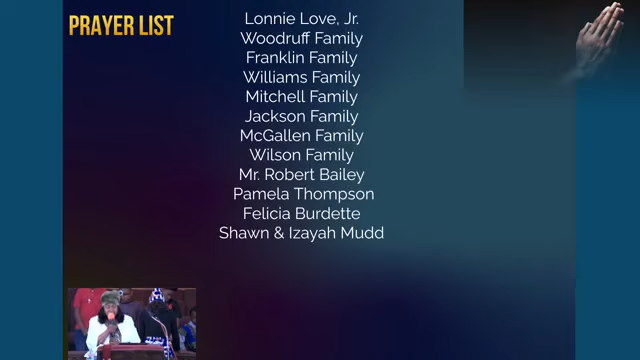 PRAYER LIST
Lonnie Love, Jr.
Woodruff Family
Franklin Family
Williams Family
Mitchell Family
Jackson Family
McGallen Family
Wilson Family
Mr. Robert Bailey
Pamela Thompson
Felicia Burdette
Shawn & Izayah Mudd